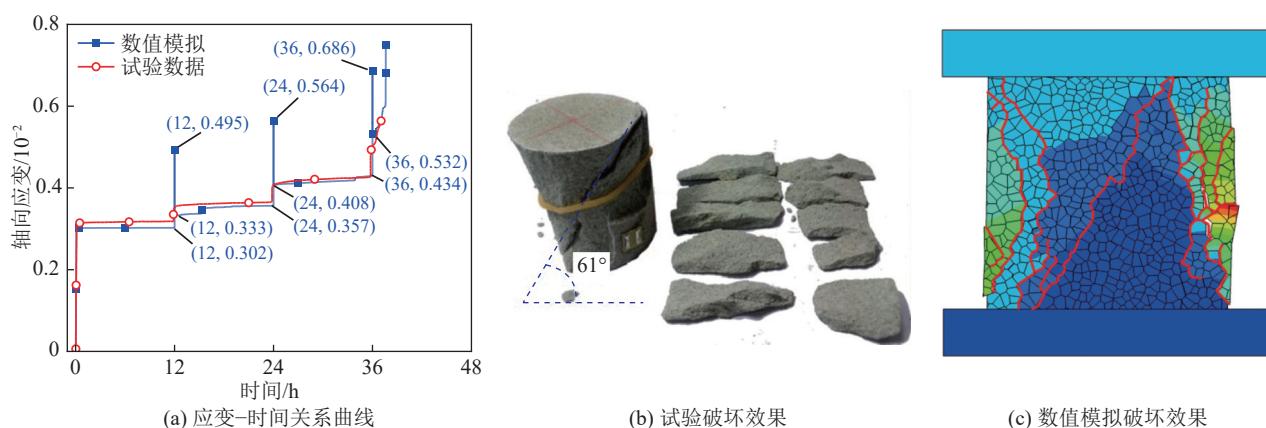 0.8
数值模拟
试验数据
(36, 0.686)
(24, 0.564)
0.6
(12, 0.495)
轴向应变/10⁻²
(36, 0.532)
0.4
(36, 0.434)
(24, 0.408)
(12, 0.333)
(24, 0.357)
(12, 0.302)
0.2
0
0
12
24
36
48
时间/h
(a) 应变–时间关系曲线
61°
(b) 试验破坏效果
(c) 数值模拟破坏效果